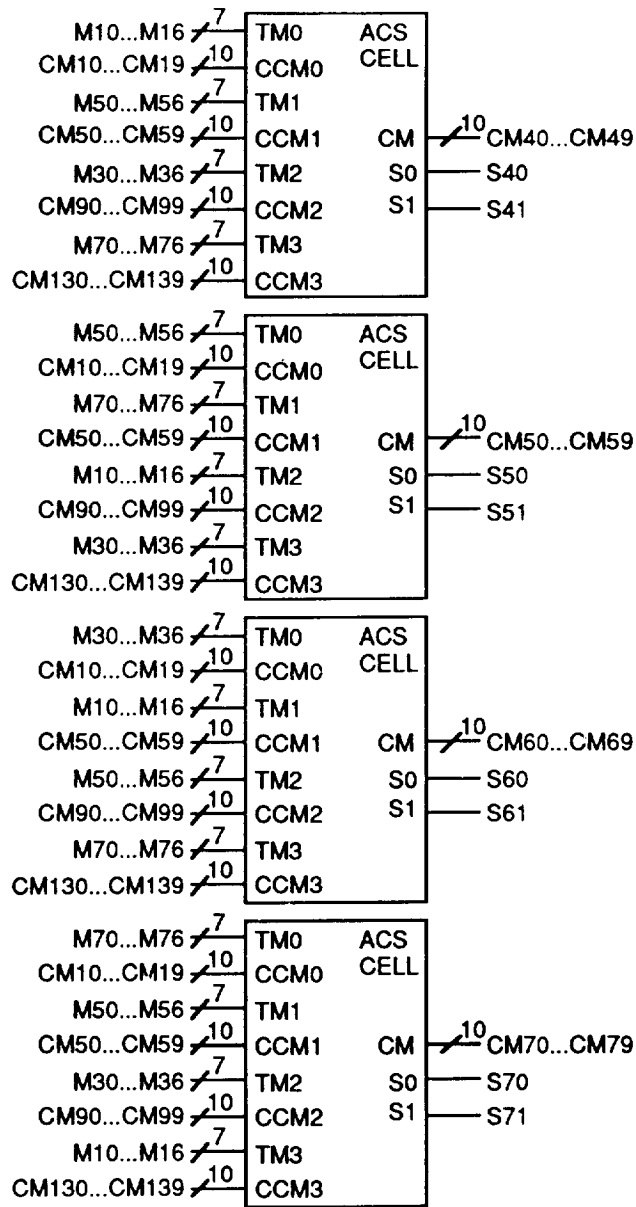 M10...M16 7 TM0 ACS
CM10...CM19 10 CCM0 CELL
M50...M56 7 TM1
CM50...CM59 10 CCM1 CM 10 CM40...CM49
M30...M36 7 TM2 S0 S40
CM90...CM99 10 CCM2 S1 S41
M70...M76 7 TM3
CM130...CM139 10 CCM3
M50...M56 7 TM0 ACS
CM10...CM19 10 CCM0 CELL
M70...M76 7 TM1
CM50...CM59 10 CCM1 CM 10 CM50...CM59
M10...M16 7 TM2 S0 S50
CM90...CM99 10 CCM2 S1 S51
M30...M36 7 TM3
CM130...CM139 10 CCM3
M30...M36 7 TM0 ACS
CM10...CM19 10 CCM0 CELL
M10...M16 7 TM1
CM50...CM59 10 CCM1 CM 10 CM60...CM69
M50...M56 7 TM2 S0 S60
CM90...CM99 10 CCM2 S1 S61
M70...M76 7 TM3
CM130...CM139 10 CCM3
M70...M76 7 TM0 ACS
CM10...CM19 10 CCM0 CELL
M50...M56 7 TM1
CM50...CM59 10 CCM1 CM 10 CM70...CM79
M30...M36 7 TM2 S0 S70
CM90...CM99 10 CCM2 S1 S71
M10...M16 7 TM3
CM130...CM139 10 CCM3